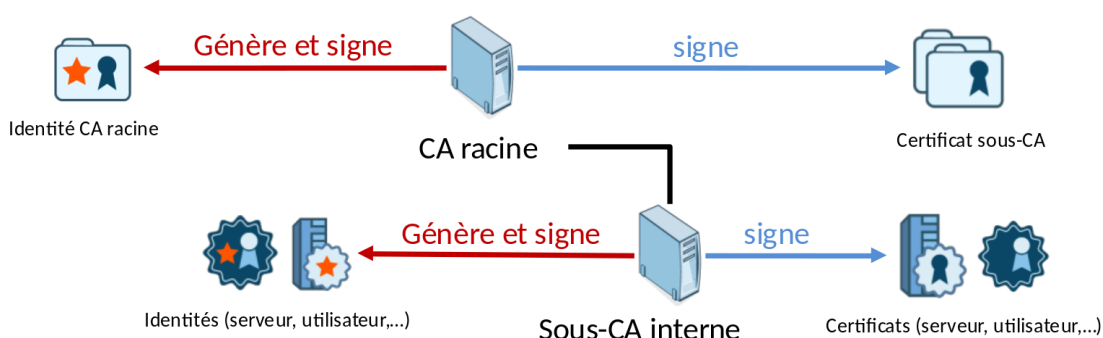 Génère et signe
signe
Identité CA racine
CA racine
Certificat sous-CA
Génère et signe
signe
Identités (serveur, utilisateur,...)
Sous-CA interne
Certificats (serveur, utilisateur,...)